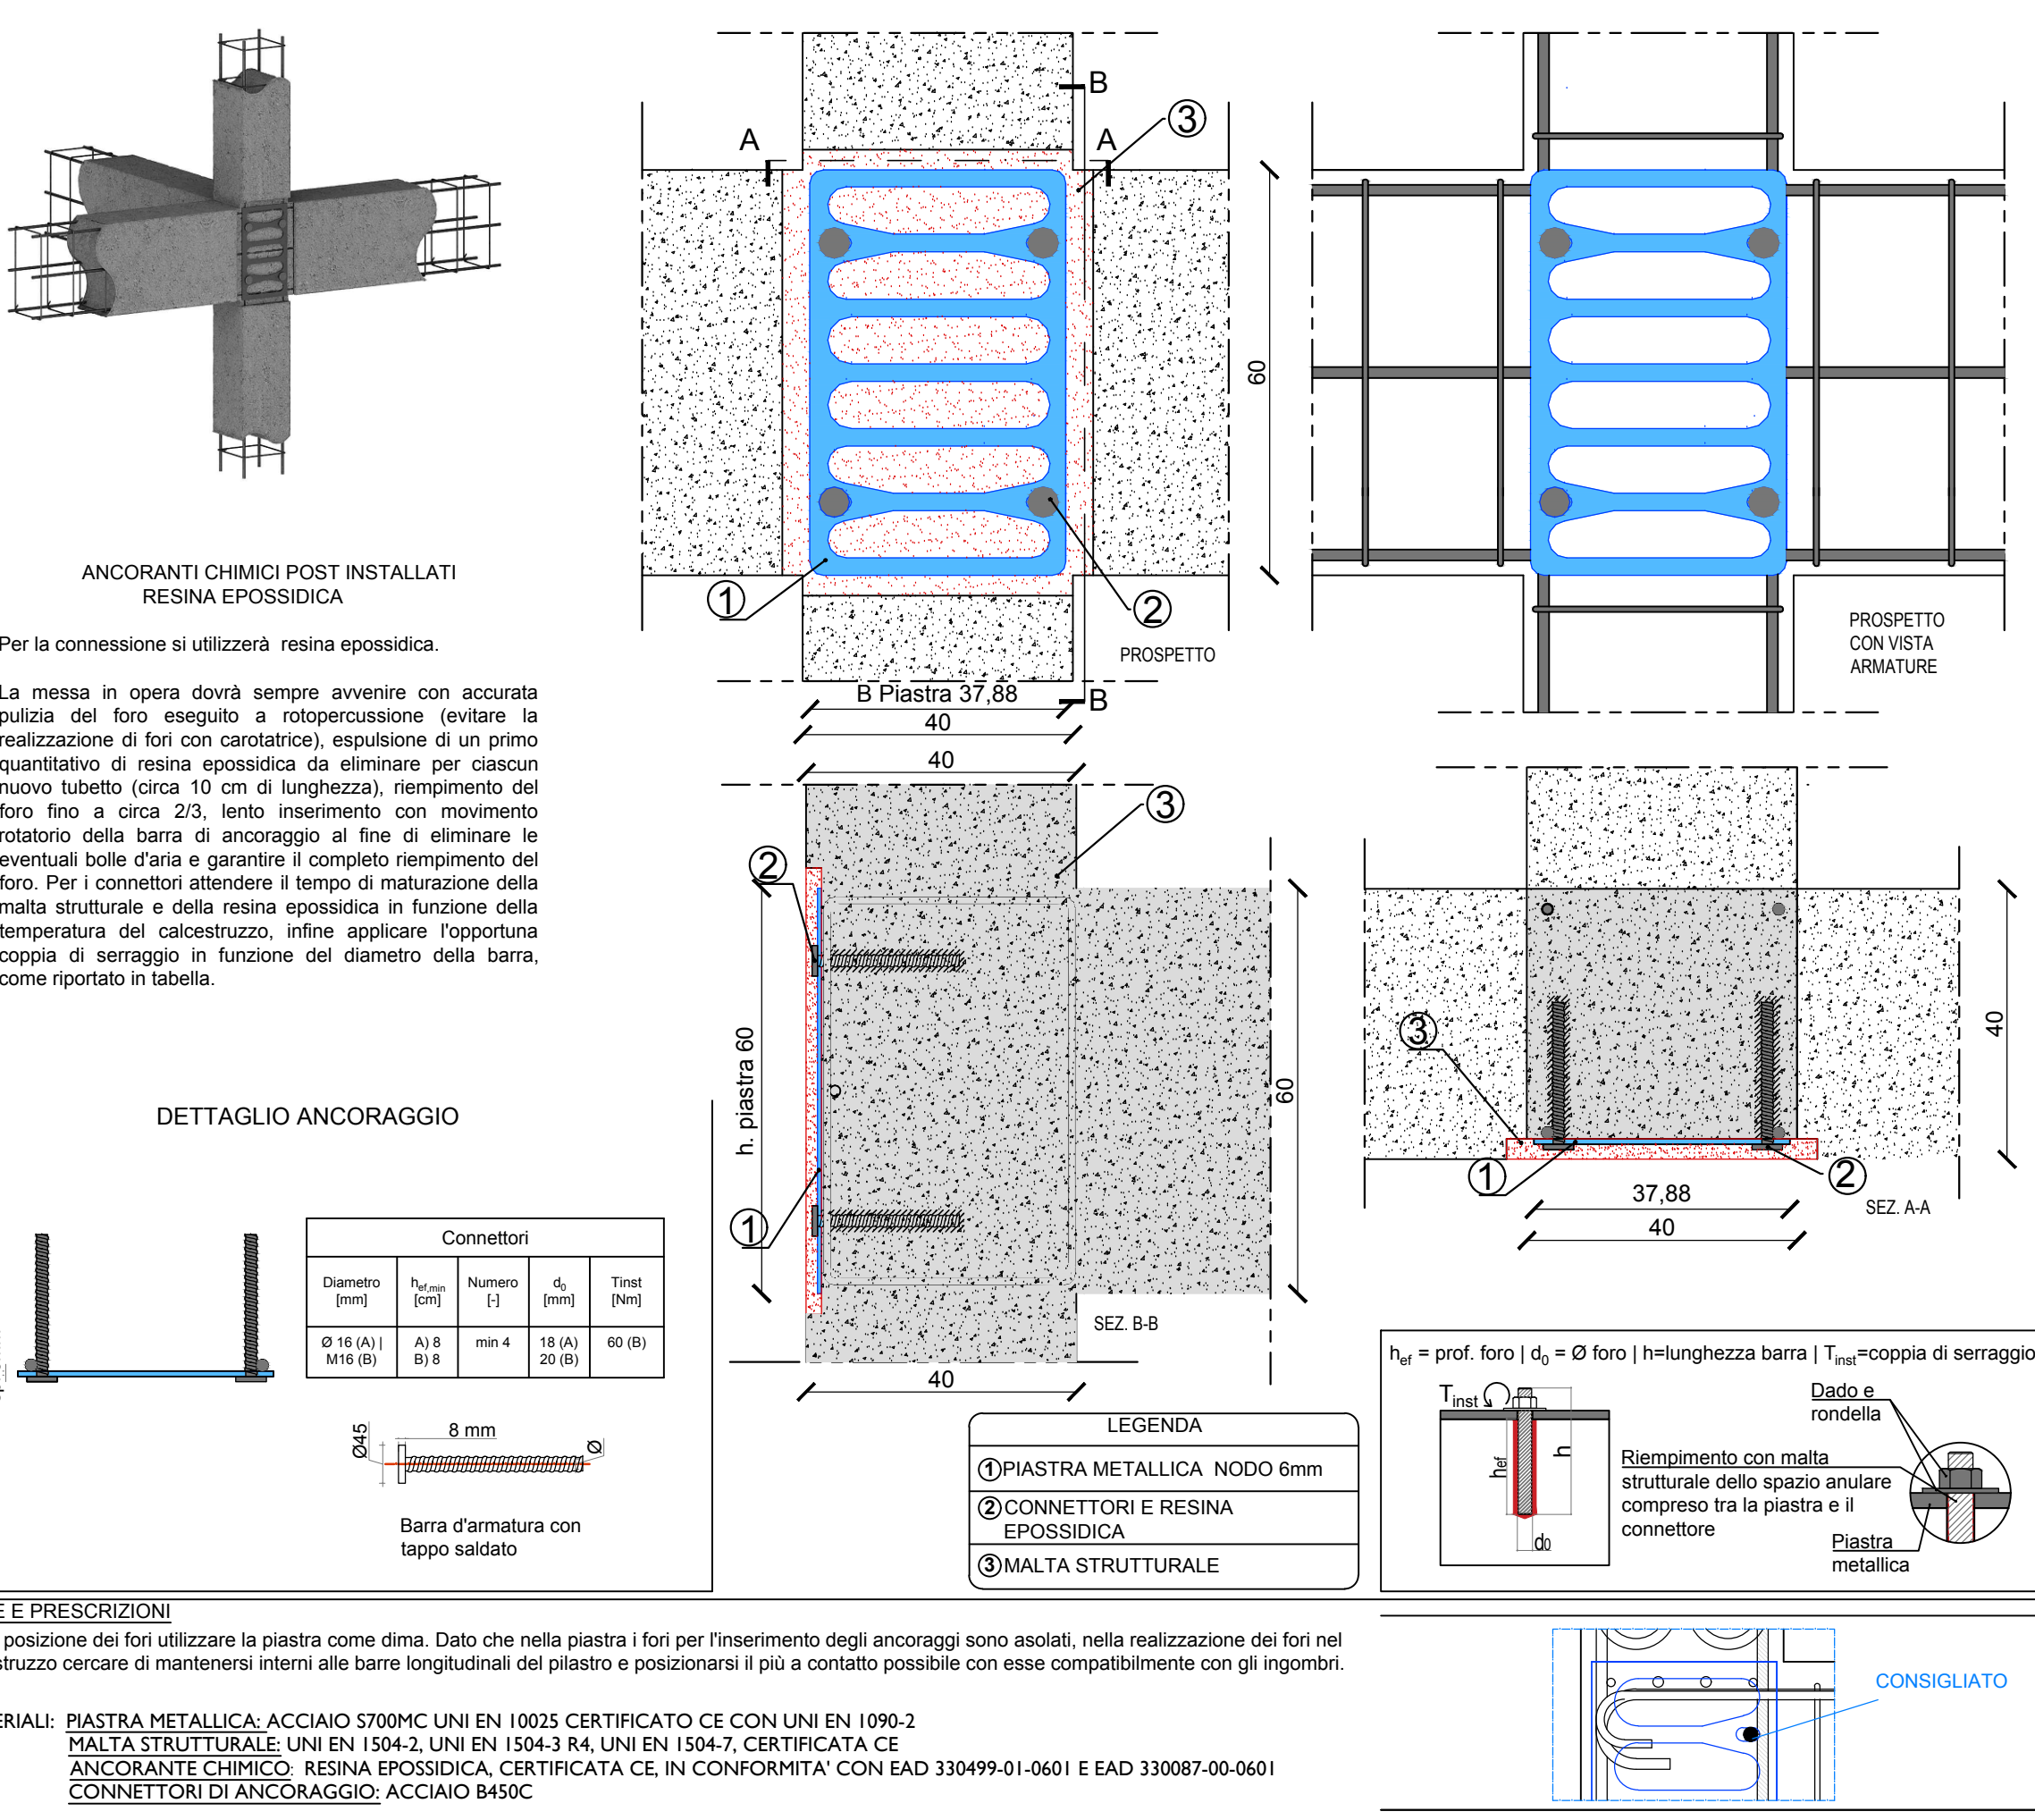 B
A
A
3
60
1
2
PROSPETTO
B Piastra 37,88
B
40
PROSPETTO
CON VISTA
ARMATURE
ANCORANTI CHIMICI POST INSTALLATI
RESINA EPOSSIDICA
Per la connessione si utilizzerà resina epossidica.
La messa in opera dovrà sempre avvenire con accurata
pulizia del foro eseguito a rotopercussione (evitare la
realizzazione di fori con carotatrice), espulsione di un primo
quantitativo di resina epossidica da eliminare per ciascun
nuovo tubetto (circa 10 cm di lunghezza), riempimento del
foro fino a circa 2/3, lento inserimento con movimento
rotatorio della barra di ancoraggio al fine di eliminare le
eventuali bolle d'aria e garantire il completo riempimento del
foro. Per i connettori attendere il tempo di maturazione della
malta strutturale e della resina epossidica in funzione della
temperatura del calcestruzzo, infine applicare l'opportuna
coppia di serraggio in funzione del diametro della barra,
come riportato in tabella.
40
3
2
h. piastra 60
1
60
SEZ. B-B
40
3
40
1
2
37,88
40
SEZ. A-A
DETTAGLIO ANCORAGGIO
Connettori
Diametro [mm] hef,min [cm] Numero [-] d0 [mm] Tinst [Nm]
Ø 16 (A) | M16 (B) A) 8 B) 8 min 4 18 (A) 20 (B) 60 (B)
Ø45
8 mm
Ø
Barra d'armatura con
tappo saldato
LEGENDA
1 PIASTRA METALLICA NODO 6mm
2 CONNETTORI E RESINA
EPOSSIDICA
3 MALTA STRUTTURALE
hef = prof. foro | d0 = Ø foro | h=lunghezza barra | Tinst=coppia di serraggio
Tinst
hef
h
d0
Dado e
rondella
Riempimento con malta
strutturale dello spazio anulare
compreso tra la piastra e il
connettore
Piastra
metallica
E E PRESCRIZIONI
posizione dei fori utilizzare la piastra come dima. Dato che nella piastra i fori per l'inserimento degli ancoraggi sono asolati, nella realizzazione dei fori nel
struzzo cercare di mantenersi interni alle barre longitudinali del pilastro e posizionarsi il più a contatto possibile con esse compatibilmente con gli ingombri.
ERIALI: PIASTRA METALLICA: ACCIAIO S700MC UNI EN 10025 CERTIFICATO CE CON UNI EN 1090-2
MALTA STRUTTURALE: UNI EN 1504-2, UNI EN 1504-3 R4, UNI EN 1504-7, CERTIFICATA CE
ANCORANTE CHIMICO: RESINA EPOSSIDICA, CERTIFICATA CE, IN CONFORMITA' CON EAD 330499-01-0601 E EAD 330087-00-0601
CONNETTORI DI ANCORAGGIO: ACCIAIO B450C
CONSIGLIATO